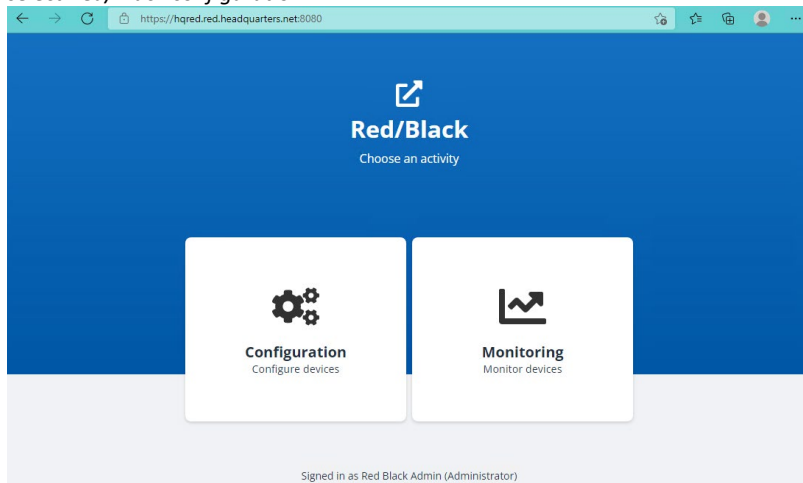 https://hqred.red.headquarters.net:8080
Red/Black
Choose an activity
Configuration
Configure devices
Monitoring
Monitor devices
Signed in as Red Black Admin (Administrator)